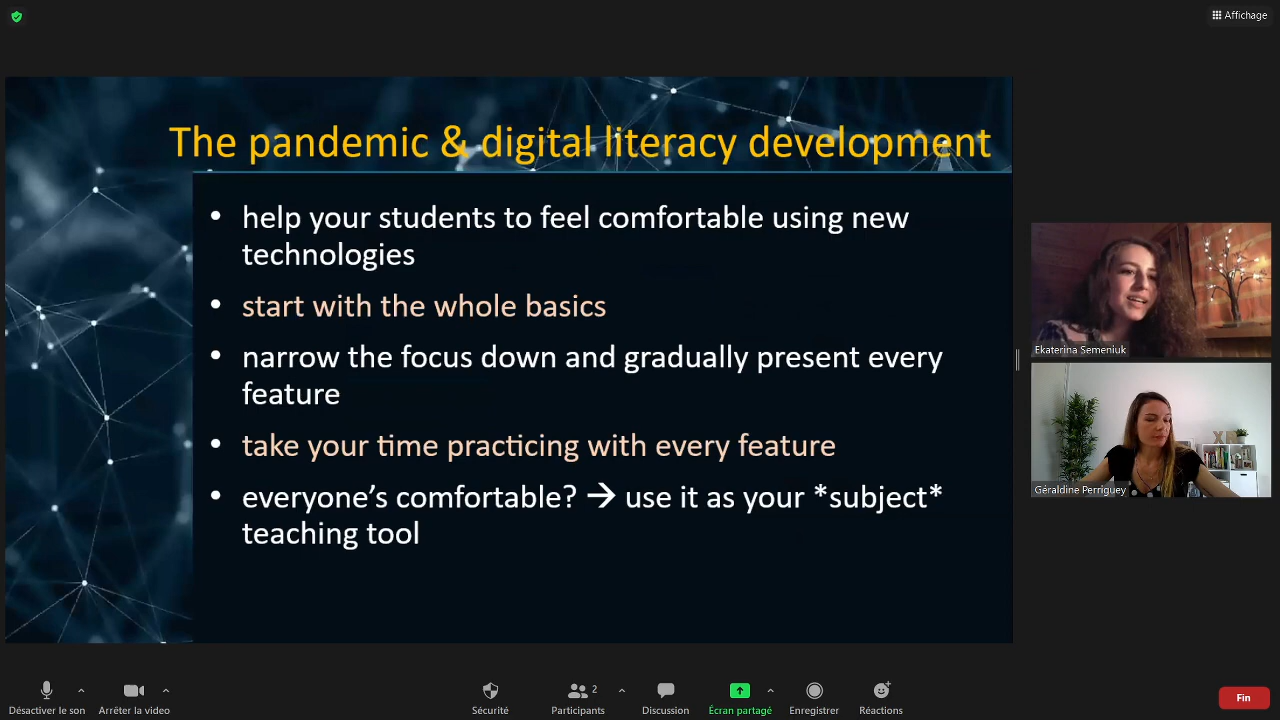 Affichage
The pandemic & digital literacy development
• help your students to feel comfortable using new
technologies
• start with the whole basics
• narrow the focus down and gradually present every
feature
• take your time practicing with every feature
• everyone's comfortable? → use it as your *subject*
teaching tool
Ekaterina Semeniuk
Géraldine Perriguey
2
Désactiver le son
Arrêter la video
Sécurité
Participants
Discussion
Écran partagé
Enregistrer
Réactions
Fin